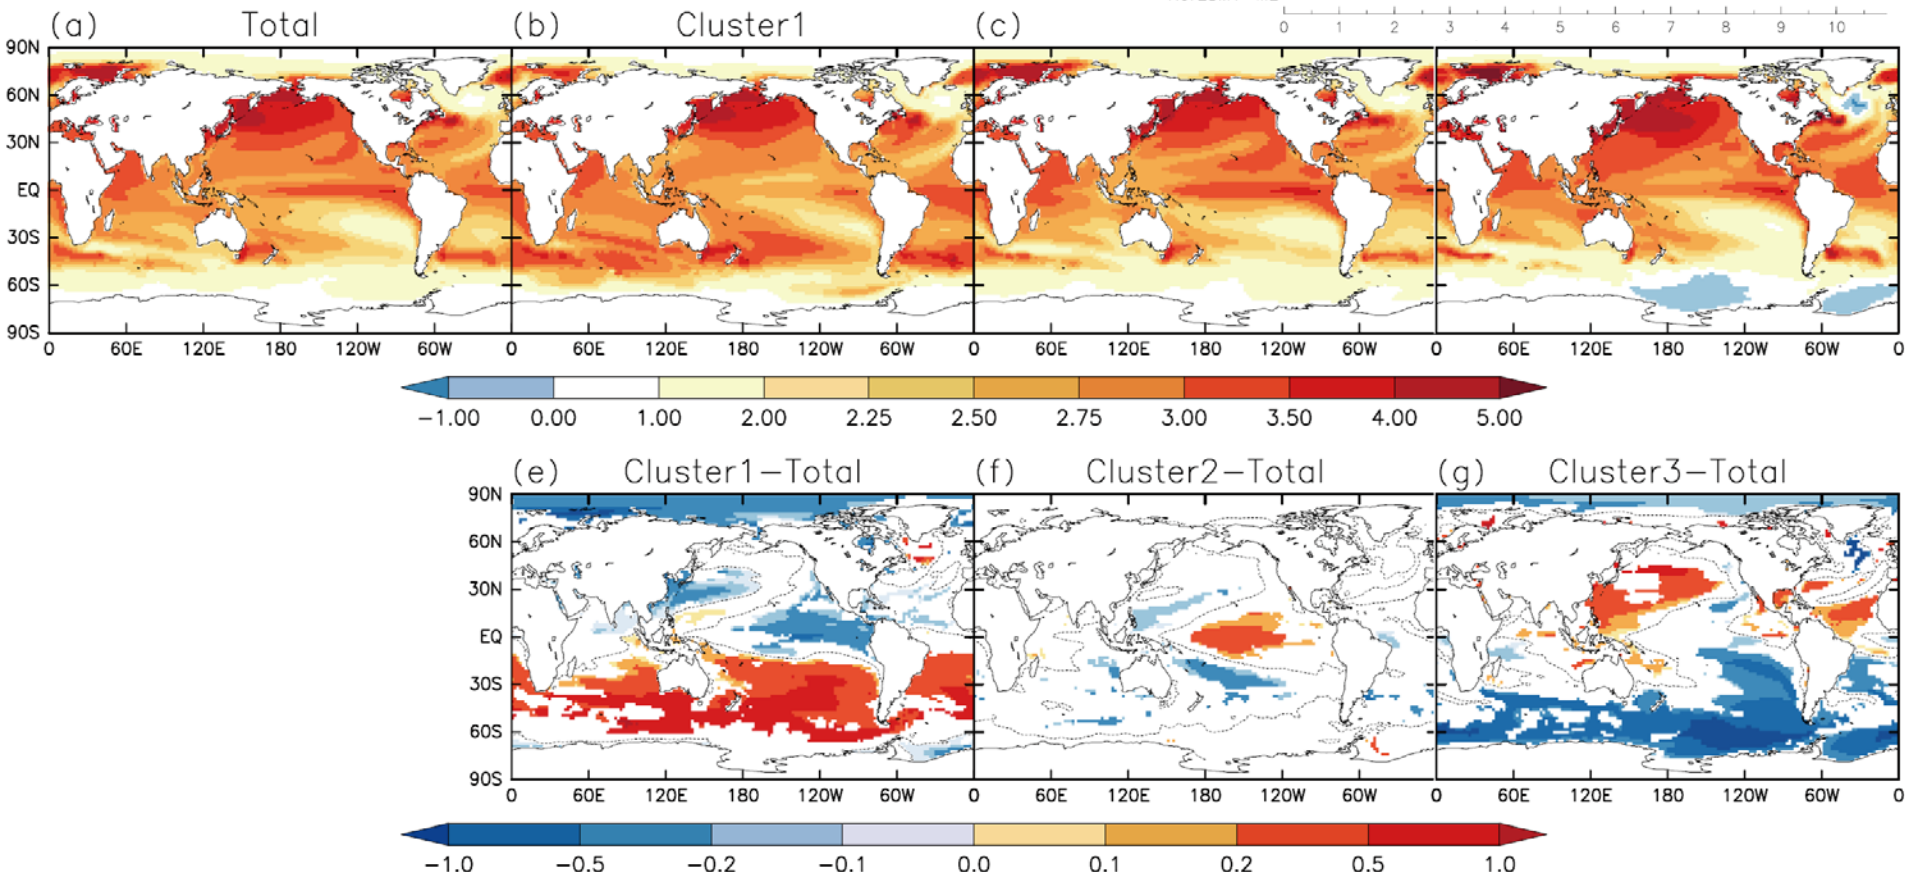 0 1 2 3 4 5 6 7 8 9 10
(a) Total (b) Cluster1 (c)
90N
60N
30N
EQ
30S
60S
90S
0 60E 120E 180 120W 60W 0 60E 120E 180 120W 60W 0 60E 120E 180 120W 60W 0 60E 120E 180 120W 60W 0
−1.00 0.00 1.00 2.00 2.25 2.50 2.75 3.00 3.50 4.00 5.00
(e) Cluster1−Total (f) Cluster2−Total (g) Cluster3−Total
90N
60N
30N
EQ
30S
60S
90S
0 60E 120E 180 120W 60W 0 60E 120E 180 120W 60W 0 60E 120E 180 120W 60W 0
−1.0 −0.5 −0.2 −0.1 0.0 0.1 0.2 0.5 1.0